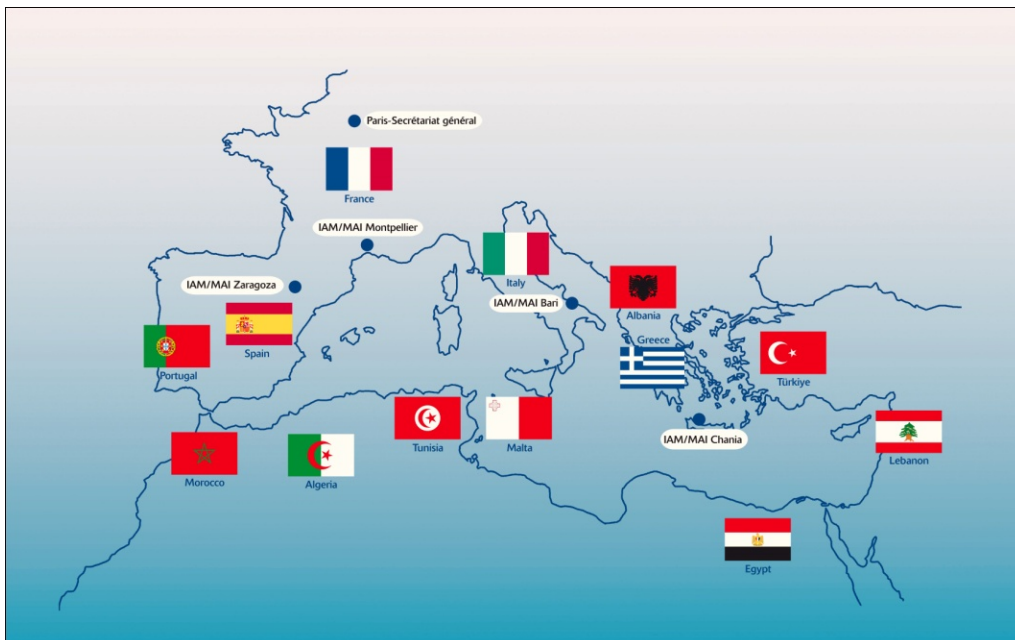 Paris-Secrétariat général
France
IAM/MAI Montpellier
Italy
IAM/MAI Zaragoza
IAM/MAI Bari
Albania
Spain
Greece
Portugal
Türkiye
Tunisia
Malta
IAM/MAI Chania
Lebanon
Morocco
Algeria
Egypt